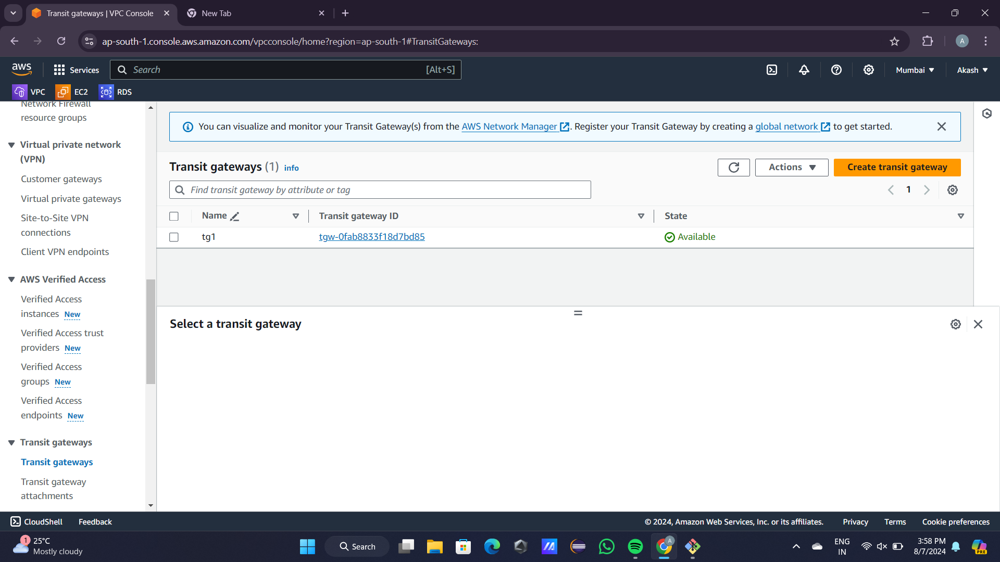 Transit gateways | VPC Console
New Tab
ap-south-1.console.aws.amazon.com/vpcconsole/home?region=ap-south-1#TransitGateways:
A
aws
Services
Search
[Alt+S]
Mumbai
Akash
VPC
EC2
RDS
Network Firewall
resource groups
Virtual private network
(VPN)
Customer gateways
Virtual private gateways
Site-to-Site VPN
connections
Client VPN endpoints
AWS Verified Access
Verified Access
instances New
Verified Access trust
providers New
Verified Access
groups New
Verified Access
endpoints New
Transit gateways
Transit gateways
Transit gateway
attachments
You can visualize and monitor your Transit Gateway(s) from the AWS Network Manager. Register your Transit Gateway by creating a global network to get started.
Transit gateways (1) info
Actions
Create transit gateway
Find transit gateway by attribute or tag
1
Name
Transit gateway ID
State
tg1
tgw-0fab8833f18d7bd85
Available
Select a transit gateway
CloudShell
Feedback
© 2024, Amazon Web Services, Inc. or its affiliates.
Privacy
Terms
Cookie preferences
1
25°C
Mostly cloudy
Search
A
ENG
IN
3:58 PM
8/7/2024
PRE